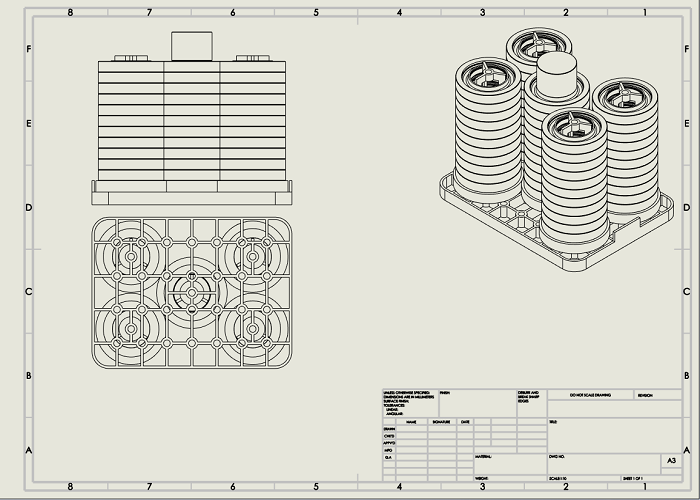 8 7 6 5 4 3 2 1
F F
E E
D D
C C
B B
A A
UNLESS OTHERWISE SPECIFIED:
DIMENSIONS ARE IN MILLIMETERS
SURFACE FINISH:
TOLERANCES:
LINEAR:
ANGULAR:
FINISH:
DEBURR AND
BREAK SHARP
EDGES
DO NOT SCALE DRAWING
REVISION
NAME SIGNATURE DATE
TITLE:
DRAWN
CHK'D
APPV'D
MFG
Q.A
MATERIAL:
DWG NO.
A3
WEIGHT:
SCALE:1:10
SHEET 1 OF 1
8 7 6 5 4 3 2 1